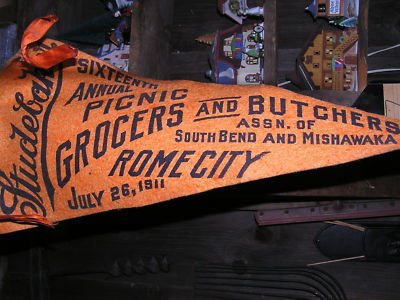 Studebaker
SIXTEENTH
ANNUAL
PICNIC
GROCERS AND BUTCHERS
ASSN. OF
SOUTH BEND AND MISHAWAKA
ROME CITY
JULY 26, 1911